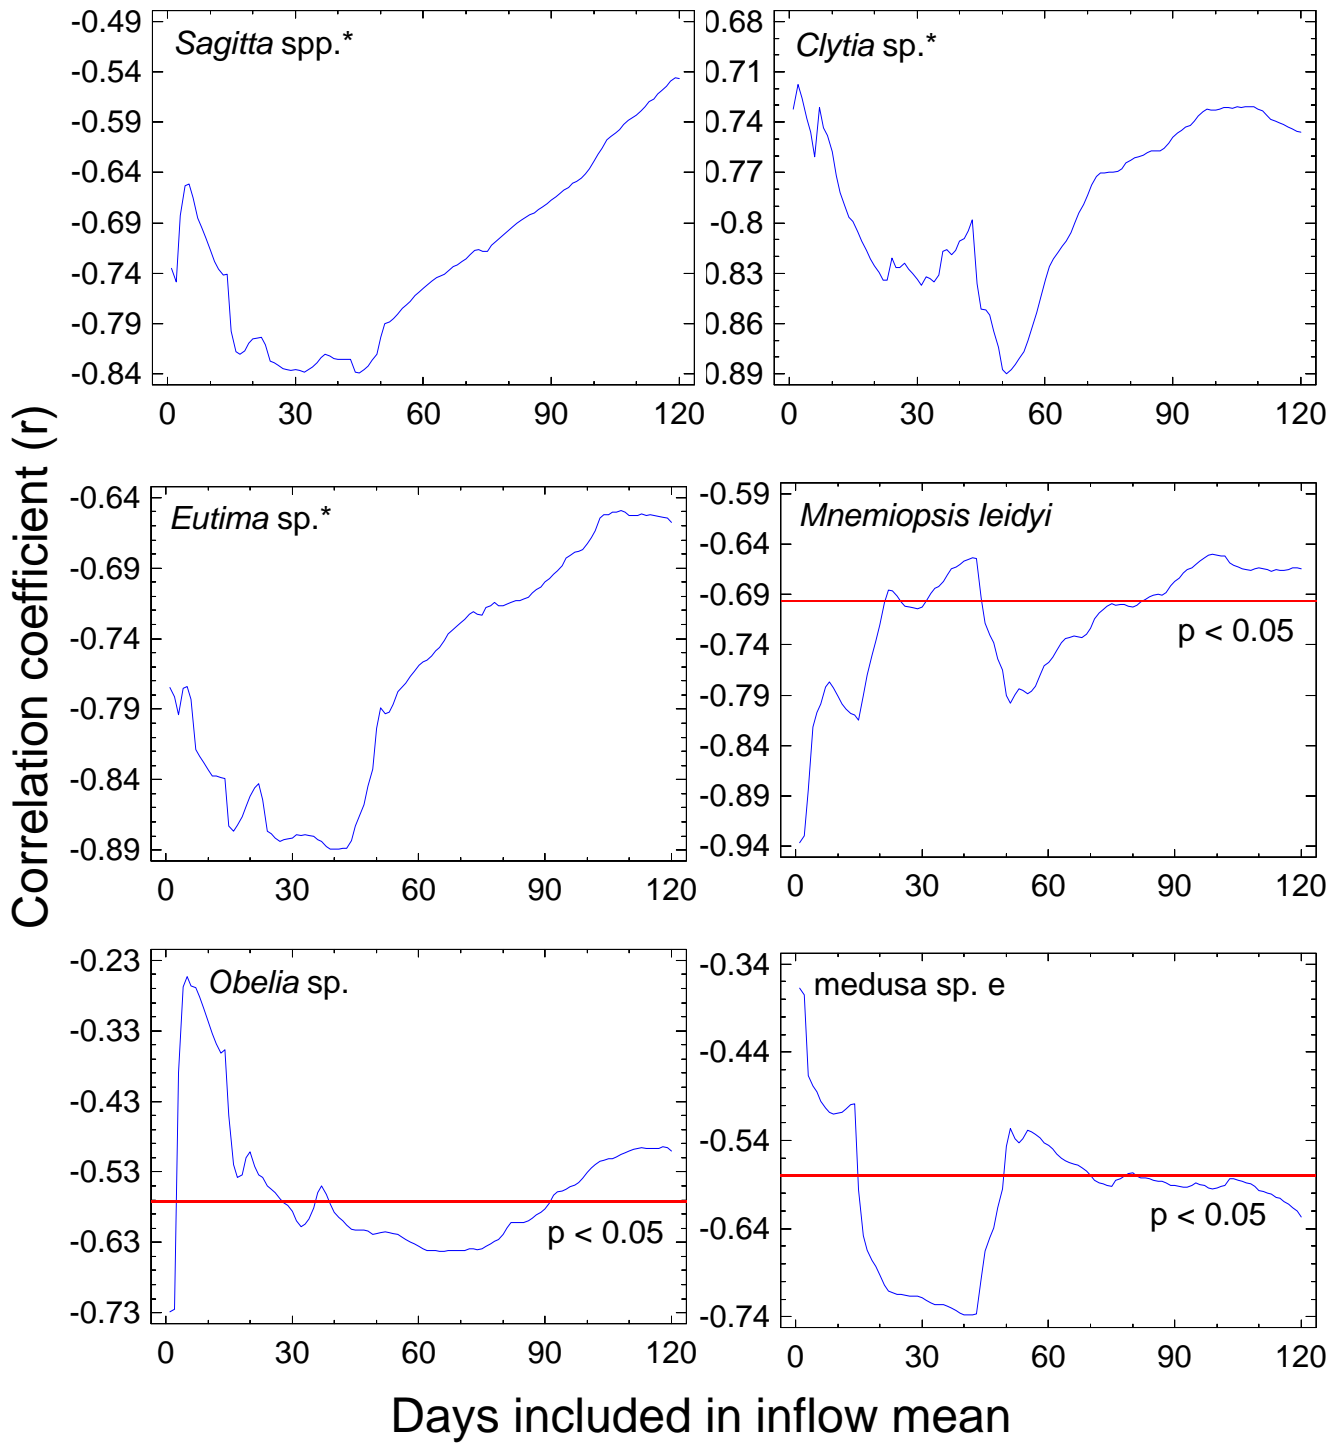 Correlation coefficient (r)
Sagitta spp.*
-0.49
-0.54
-0.59
-0.64
-0.69
-0.74
-0.79
-0.84
0 30 60 90 120
Clytia sp.*
0.68
0.71
0.74
0.77
-0.8
0.83
0.86
0.89
0 30 60 90 120
Eutima sp.*
-0.64
-0.69
-0.74
-0.79
-0.84
-0.89
0 30 60 90 120
Mnemiopsis leidyi
-0.59
-0.64
-0.69
-0.74
-0.79
-0.84
-0.89
-0.94
p < 0.05
0 30 60 90 120
Obelia sp.
-0.23
-0.33
-0.43
-0.53
-0.63
-0.73
p < 0.05
0 30 60 90 120
medusa sp. e
-0.34
-0.44
-0.54
-0.64
-0.74
p < 0.05
0 30 60 90 120
Days included in inflow mean